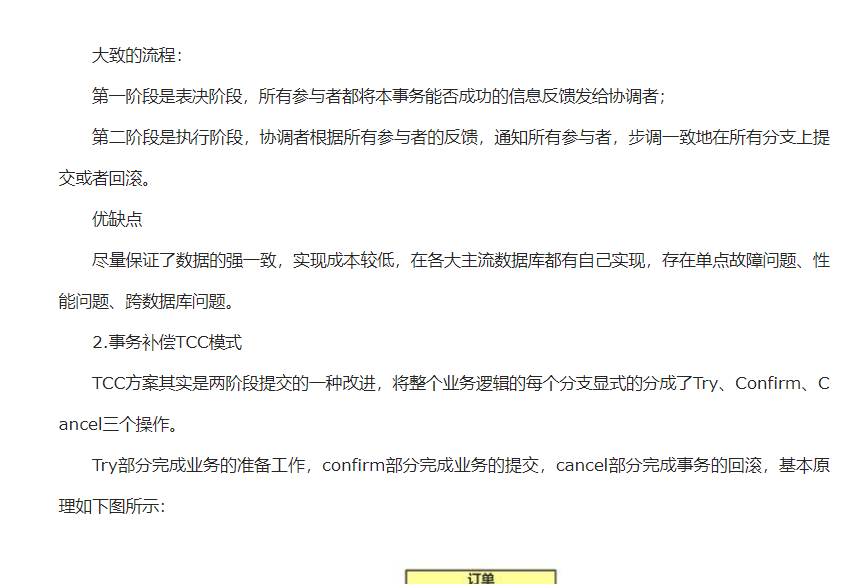 大致的流程：
第一阶段是表决阶段，所有参与者都将本事务能否成功的信息反馈发给协调者；
第二阶段是执行阶段，协调者根据所有参与者的反馈，通知所有参与者，步调一致地在所有分支上提
交或者回滚。
优缺点
尽量保证了数据的强一致，实现成本较低，在各大主流数据库都有自己实现，存在单点故障问题、性
能问题、跨数据库问题。
2.事务补偿TCC模式
TCC方案其实是两阶段提交的一种改进，将整个业务逻辑的每个分支显式的分成了Try、Confirm、C
ancel三个操作。
Try部分完成业务的准备工作，confirm部分完成业务的提交，cancel部分完成事务的回滚，基本原
理如下图所示：
订单